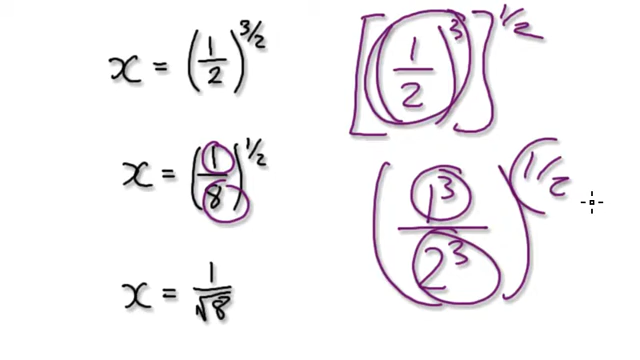 x = (1/2)^{3/2}
[(1/2)^3]^{1/2}
x = (1/8)^{1/2}
(1^3/2^3)^{1/2}
x = 1/√8